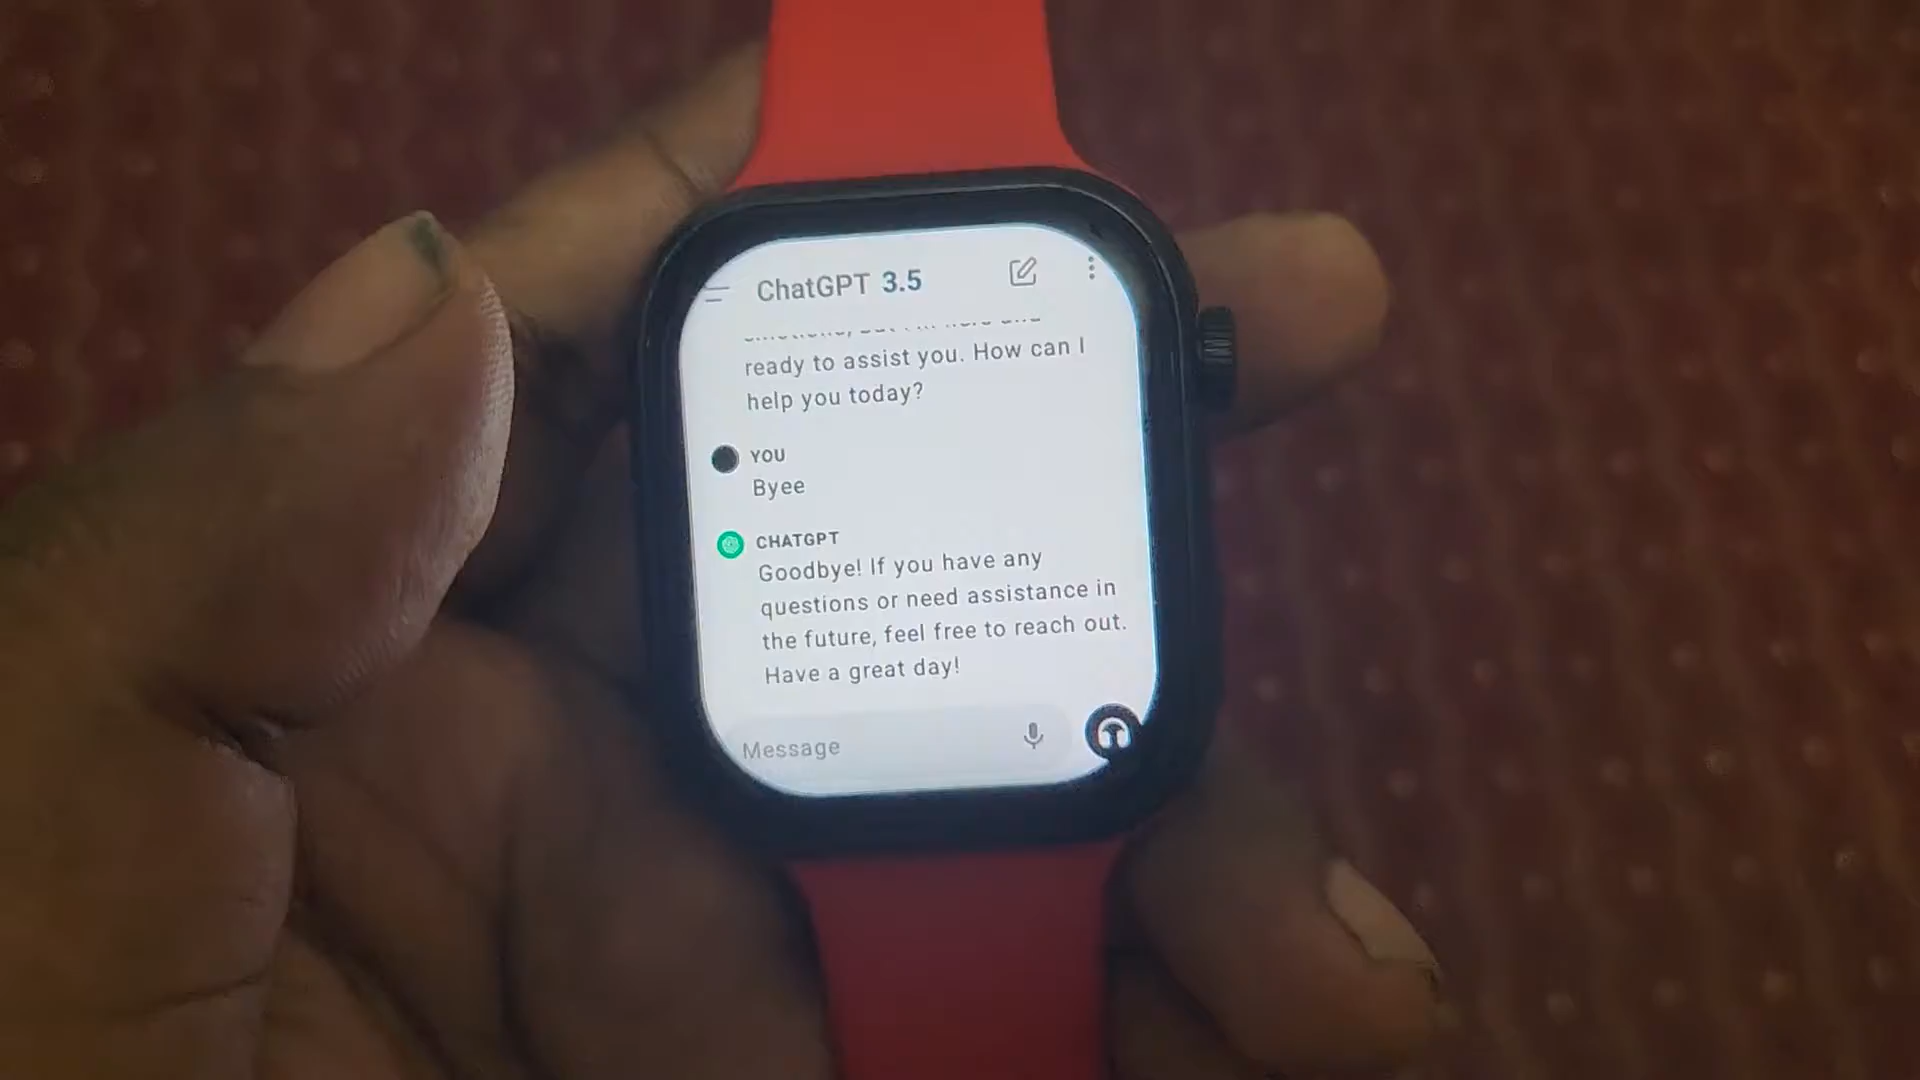 ChatGPT 3.5
ready to assist you. How can I
help you today?
YOU
Byee
CHATGPT
Goodbye! If you have any
questions or need assistance in
the future, feel free to reach out.
Have a great day!
Message